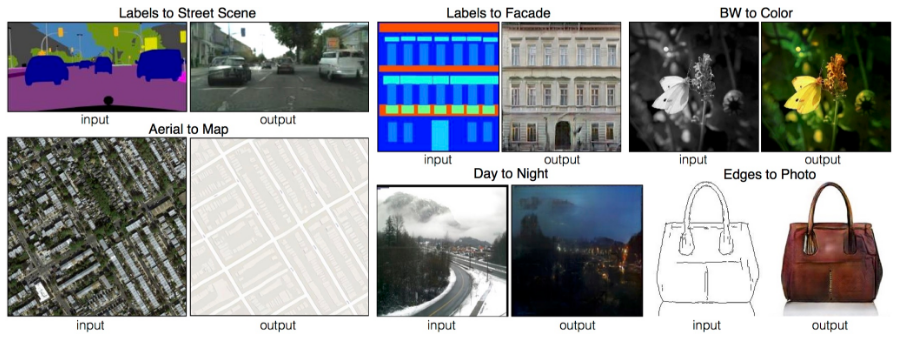 Labels to Street Scene
input
output
Aerial to Map
input
output
Labels to Facade
input
output
BW to Color
input
output
Day to Night
input
output
Edges to Photo
input
output